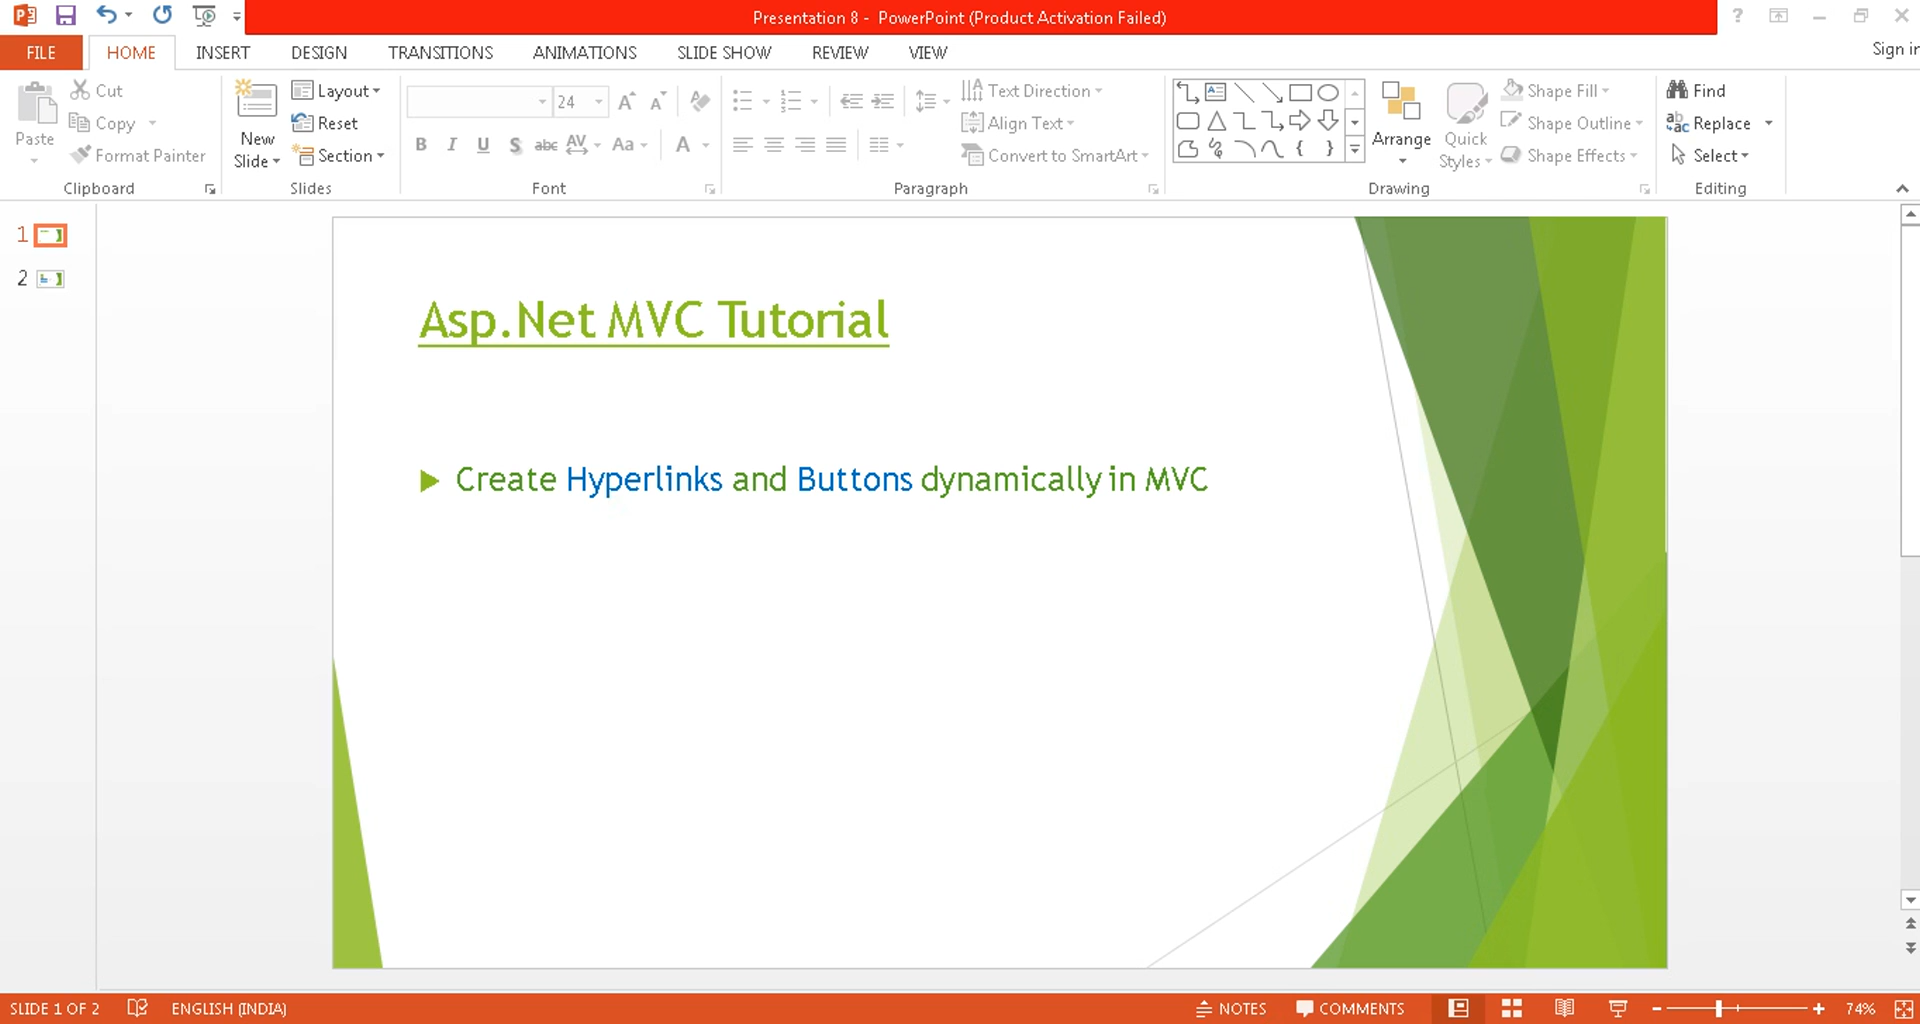 Presentation 8 - PowerPoint (Product Activation Failed)
FILE HOME INSERT DESIGN TRANSITIONS ANIMATIONS SLIDE SHOW REVIEW VIEW Sign in
Paste
Cut
Copy
Format Painter
Clipboard
New
Slide
Layout
Reset
Section
Slides
24
B I U S abc AV Aa A
Font
Text Direction
Align Text
Convert to SmartArt
Paragraph
Arrange
Quick
Styles
Shape Fill
Shape Outline
Shape Effects
Drawing
Find
Replace
Select
Editing
1
2
Asp.Net MVC Tutorial
Create Hyperlinks and Buttons dynamically in MVC
SLIDE 1 OF 2 ENGLISH (INDIA) NOTES COMMENTS 74%